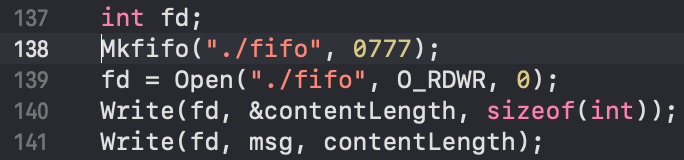 137 int fd;
138 Mkfifo("./fifo", 0777);
139 fd = Open("./fifo", O_RDWR, 0);
140 Write(fd, &contentLength, sizeof(int));
141 Write(fd, msg, contentLength);